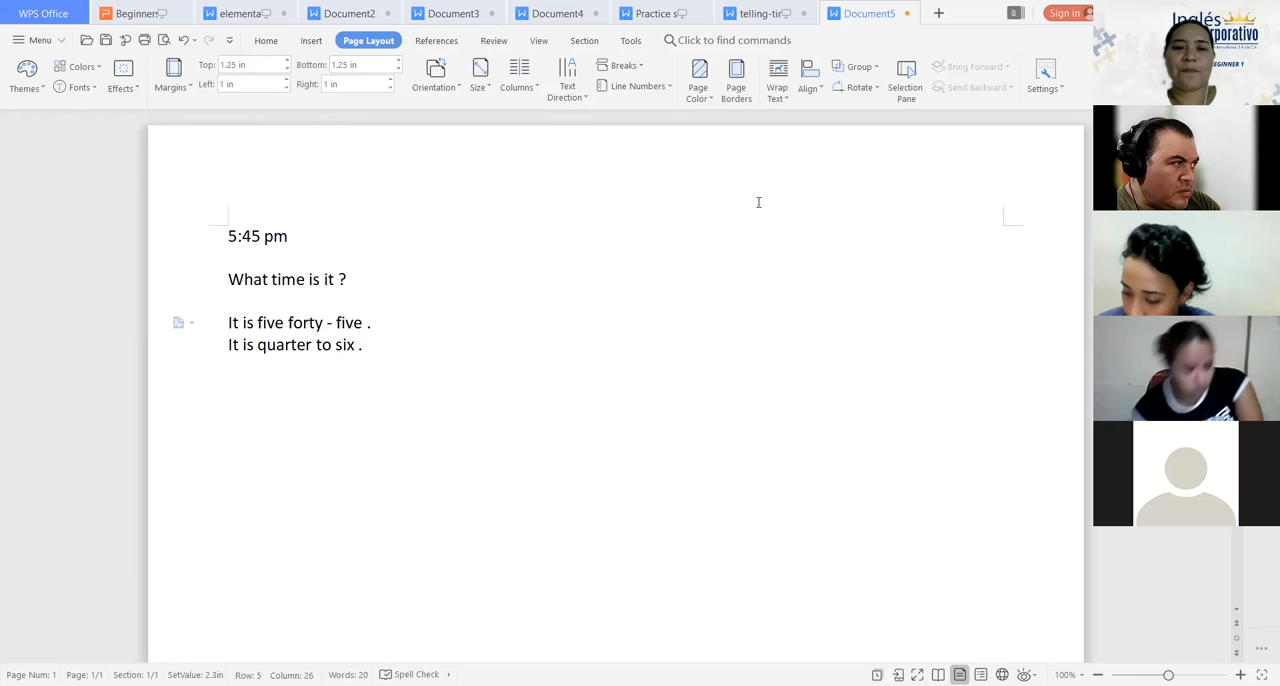 WPS Office Beginner elementa Document2 Document3 Document4 Practice s telling-tir Document5 + 8 Sign in
Menu Home Insert Page Layout References Review View Section Tools Click to find commands
Themes Colors Fonts Effects Margins Top: 1.25 in Bottom: 1.25 in Left: 1 in Right: 1 in Orientation Size Columns Text Direction Breaks Line Numbers Page Color Page Borders Wrap Text Align Group Rotate Selection Pane Bring Forward Send Backward Settings
Inglés
orporativo
BEGINNER 1
5:45 pm
What time is it ?
It is five forty - five .
It is quarter to six .
Page Num: 1 Page: 1/1 Section: 1/1 SetValue: 2.3in Row: 5 Column: 26 Words: 20 Spell Check 100%